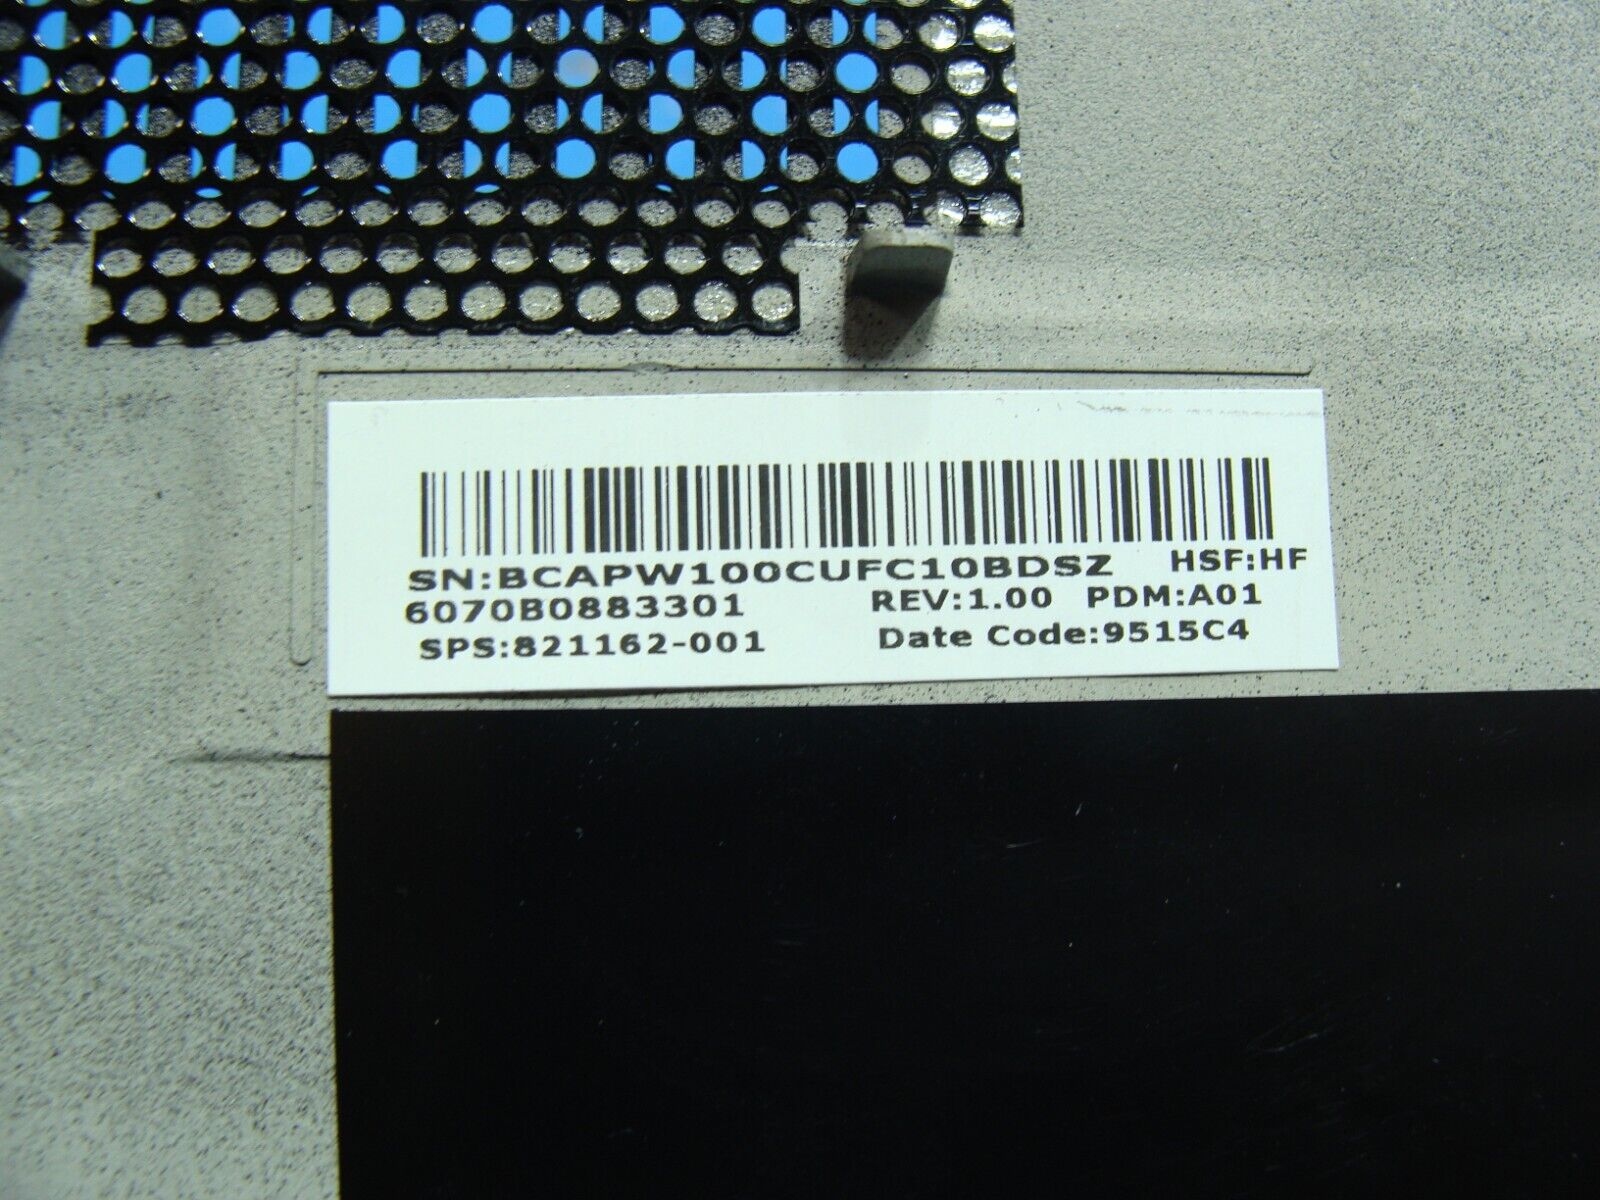 SN:BCAPW100CUFC10BDSZ HSF:HF
6070B0883301 REV:1.00 PDM:A01
SPS:821162-001 Date Code:9515C4